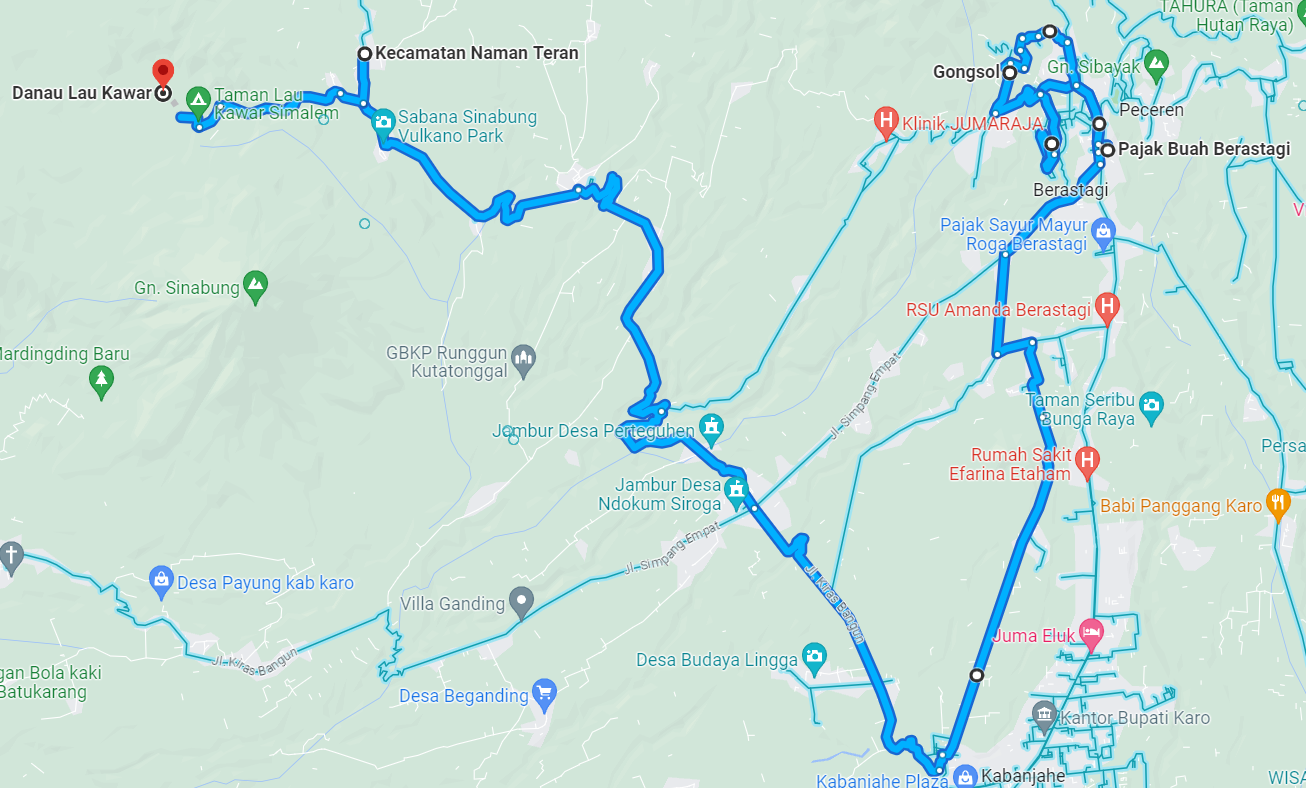 TAHURA (Taman
Hutan Raya)
Kecamatan Naman Teran
Gn. Sibayak
Gongsol
Danau Lau Kawar
Taman Lau
Kawar Simalem
Sabana Sinabung
Vulkano Park
Klinik JUMARAJA
Peceren
Pajak Buah Berastagi
Berastagi
Pajak Sayur Mayur
Roga Berastagi
Gn. Sinabung
RSU Amanda Berastagi
Mardingding Baru
GBKP Runggun
Kutatonggal
Jl. Simpang Empat
Taman Seribu
Bunga Raya
Jambur Desa Perteguhen
Persa
Rumah Sakit
Efarina Etaham
Jambur Desa
Ndokum Siroga
Babi Panggang Karo
Jl. Simpang Empat
Desa Payung kab karo
Jl. Kiras Bangun
Villa Ganding
Juma Eluk
Jl. Kiras Bangun
Desa Budaya Lingga
gan Bola kaki
Batukarang
Desa Beganding
Kantor Bupati Karo
Kabanjahe Plaza
Kabanjahe
WISA